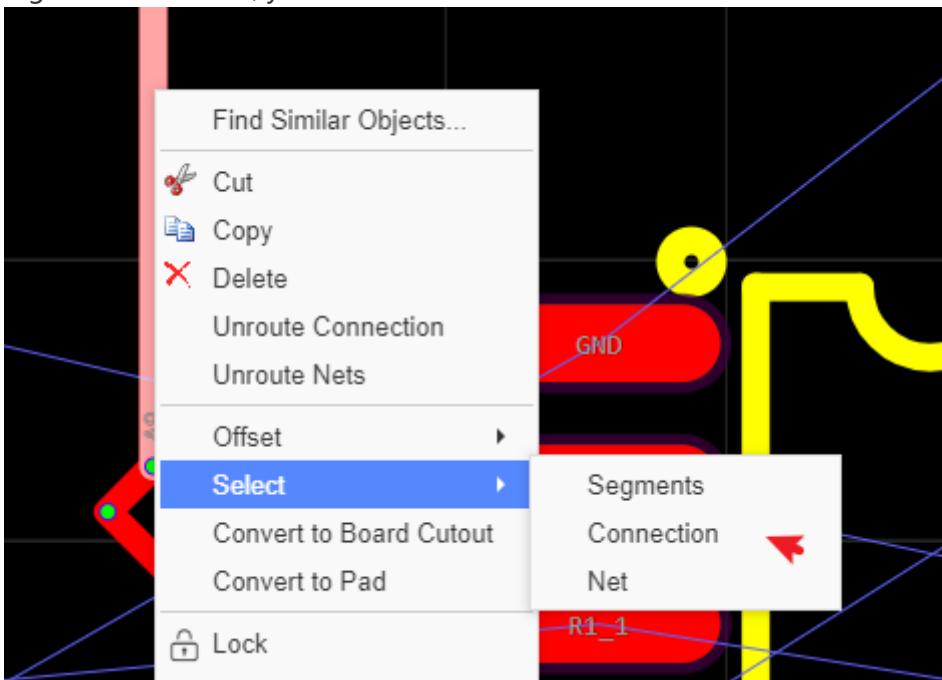 Find Similar Objects...
Cut
Copy
Delete
Unroute Connection
Unroute Nets
GND
Offset
Select
Segments
Convert to Board Cutout
Connection
Convert to Pad
Net
R1_1
Lock